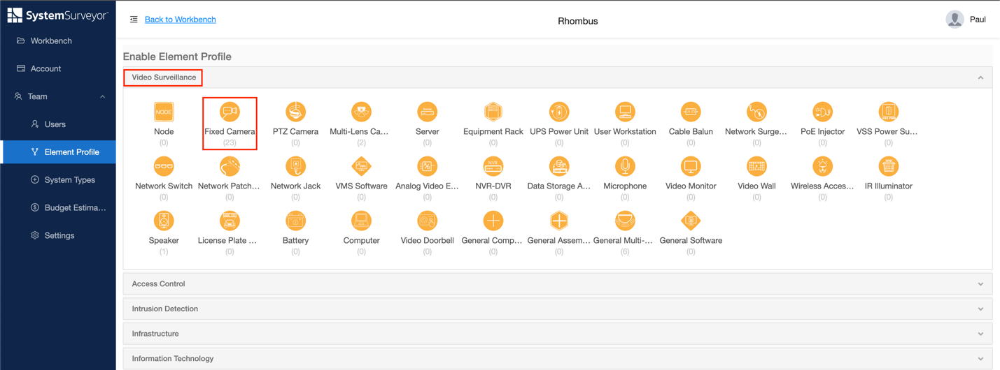 SystemSurveyor
Back to Workbench
Rhombus
Paul
Workbench
Account
Team
Users
Element Profile
System Types
Budget Estima...
Settings
Enable Element Profile
Video Surveillance
NODE
Node Fixed Camera PTZ Camera Multi-Lens Ca... Server Equipment Rack UPS Power Unit User Workstation Cable Balun Network Surge... PoE Injector VSS Power Su...
(0) (23) (0) (2) (0) (0) (0) (0) (0) (0) (0) (0)
NVR
Network Switch Network Patch... Network Jack VMS Software Analog Video E... NVR-DVR Data Storage A... Microphone Video Monitor Video Wall Wireless Acces... IR Illuminator
(0) (0) (0) (0) (0) (0) (0) (0) (0) (0) (0) (0)
Speaker License Plate ... Battery Computer Video Doorbell General Comp... General Assem... General Multi-... General Software
(1) (0) (0) (0) (0) (0) (0) (6) (0)
Access Control
Intrusion Detection
Infrastructure
Information Technology